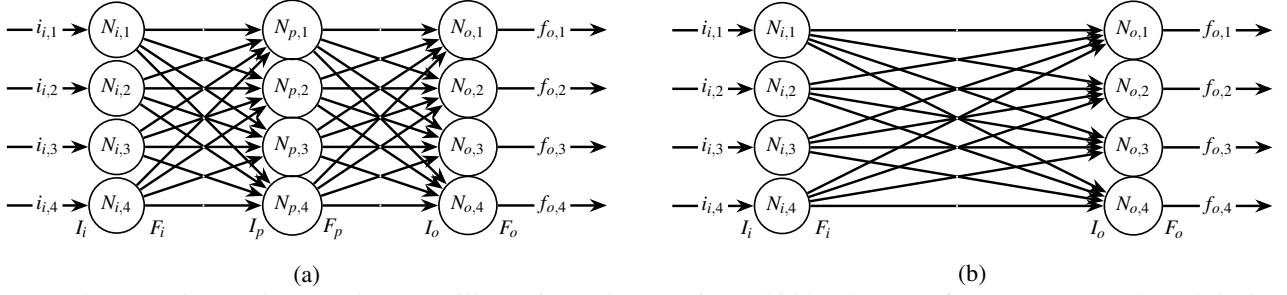 i_{i,1} N_{i,1} N_{p,1} N_{o,1} f_{o,1}
i_{i,2} N_{i,2} N_{p,2} N_{o,2} f_{o,2}
i_{i,3} N_{i,3} N_{p,3} N_{o,3} f_{o,3}
i_{i,4} N_{i,4} N_{p,4} N_{o,4} f_{o,4}
I_i F_i I_p F_p I_o F_o
(a)
i_{i,1} N_{i,1} N_{o,1} f_{o,1}
i_{i,2} N_{i,2} N_{o,2} f_{o,2}
i_{i,3} N_{i,3} N_{o,3} f_{o,3}
i_{i,4} N_{i,4} N_{o,4} f_{o,4}
I_i F_i I_o F_o
(b)